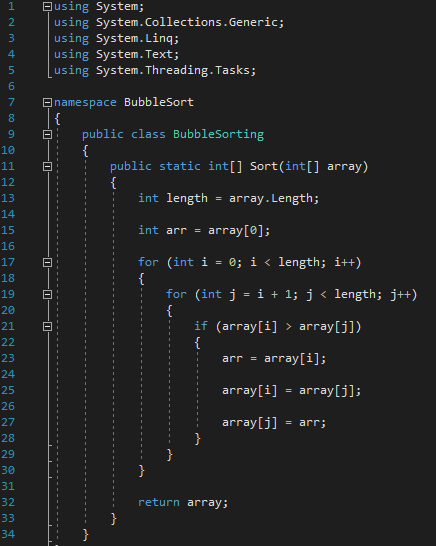 1 using System;
2 using System.Collections.Generic;
3 using System.Linq;
4 using System.Text;
5 using System.Threading.Tasks;
6
7 namespace BubbleSort
8 {
9 public class BubbleSorting
10 {
11 public static int[] Sort(int[] array)
12 {
13 int length = array.Length;
14
15 int arr = array[0];
16
17 for (int i = 0; i < length; i++)
18 {
19 for (int j = i + 1; j < length; j++)
20 {
21 if (array[i] > array[j])
22 {
23 arr = array[i];
24
25 array[i] = array[j];
26
27 array[j] = arr;
28 }
29 }
30 }
31
32 return array;
33 }
34 }